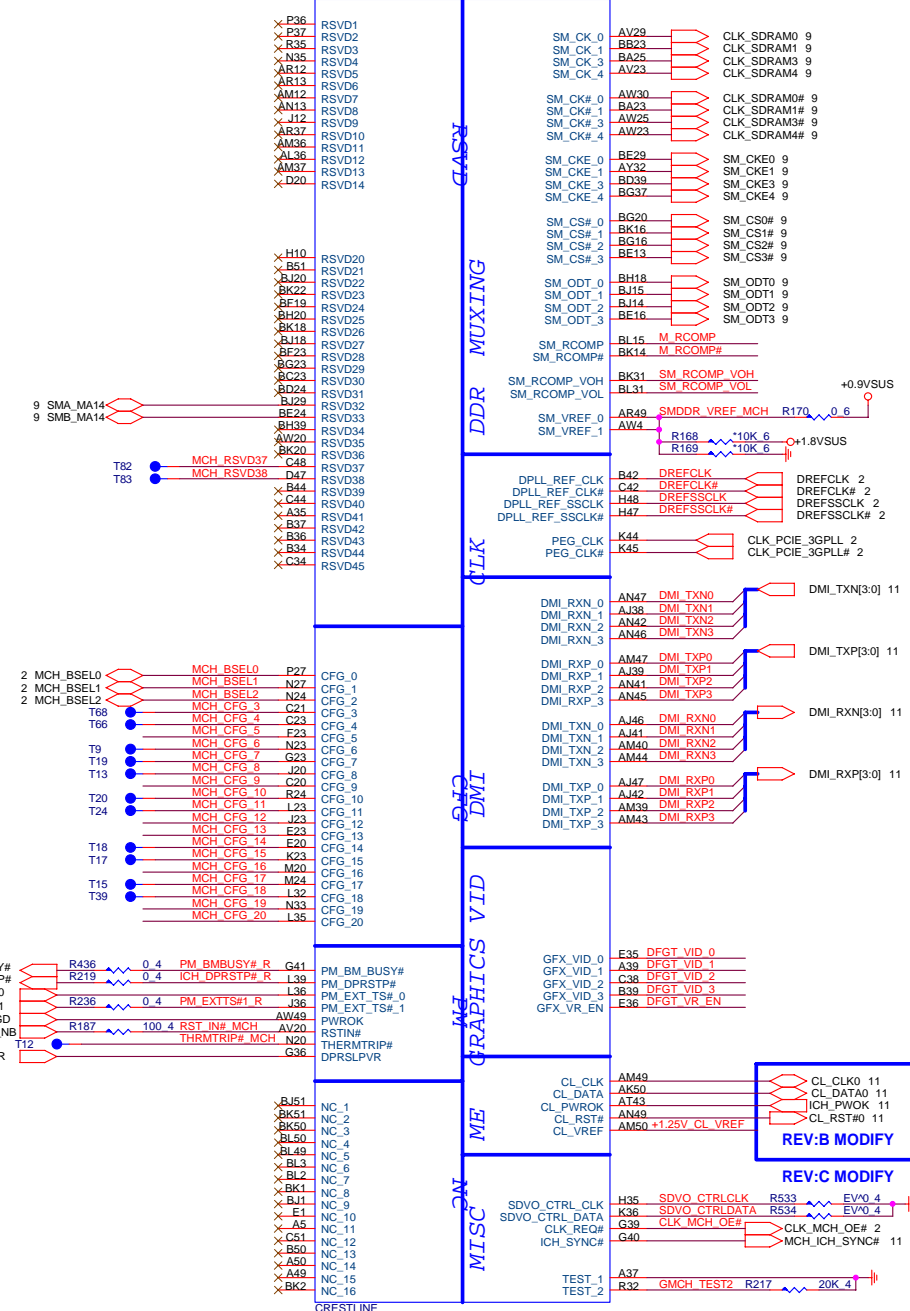 P36 RSVD1
P37 RSVD2
R35 RSVD3
N35 RSVD4
AR12 RSVD5
AR13 RSVD6
AM12 RSVD7
AN13 RSVD8
J12 RSVD9
AR37 RSVD10
AM36 RSVD11
AL36 RSVD12
AM37 RSVD13
D20 RSVD14
H10 RSVD20
B51 RSVD21
BJ20 RSVD22
BK22 RSVD23
BF19 RSVD24
BH20 RSVD25
BK18 RSVD26
BJ18 RSVD27
BF23 RSVD28
BG23 RSVD29
BC23 RSVD30
BD24 RSVD31
9 SMA_MA14 BJ29 RSVD32
9 SMB_MA14 BE24 RSVD33
BH39 RSVD34
AW20 RSVD35
BK20 RSVD36
T82 MCH_RSVD37 C48 RSVD37
T83 MCH_RSVD38 D47 RSVD38
B44 RSVD39
C44 RSVD40
A35 RSVD41
B37 RSVD42
B36 RSVD43
B34 RSVD44
C34 RSVD45
2 MCH_BSEL0 MCH_BSEL0 P27 CFG_0
2 MCH_BSEL1 MCH_BSEL1 N27 CFG_1
2 MCH_BSEL2 MCH_BSEL2 N24 CFG_2
T68 MCH_CFG_3 C21 CFG_3
T66 MCH_CFG_4 C23 CFG_4
MCH_CFG_5 F23 CFG_5
T9 MCH_CFG_6 N23 CFG_6
T19 MCH_CFG_7 G23 CFG_7
T13 MCH_CFG_8 J20 CFG_8
MCH_CFG_9 C20 CFG_9
T20 MCH_CFG_10 R24 CFG_10
T24 MCH_CFG_11 L23 CFG_11
MCH_CFG_12 J23 CFG_12
MCH_CFG_13 E23 CFG_13
T18 MCH_CFG_14 E20 CFG_14
T17 MCH_CFG_15 K23 CFG_15
MCH_CFG_16 M20 CFG_16
T15 MCH_CFG_17 M24 CFG_17
T39 MCH_CFG_18 L32 CFG_18
MCH_CFG_19 N33 CFG_19
MCH_CFG_20 L35 CFG_20
Y# R436 0_4 PM_BMBUSY#_R G41 PM_BM_BUSY#
P# R219 0_4 ICH_DPRSTP#_R L39 PM_DPRSTP#
0 L36 PM_EXT_TS#_0
1 R236 0_4 PM_EXTTS#1_R J36 PM_EXT_TS#_1
GD AW49 PWROK
_NB R187 100_4 RST_IN#_MCH AV20 RSTIN#
T12 THRMTRIP#_MCH N20 THERMTRIP#
R G36 DPRSLPVR
BJ51 NC_1
BK51 NC_2
BK50 NC_3
BL50 NC_4
BL49 NC_5
BL3 NC_6
BL2 NC_7
BK1 NC_8
BJ1 NC_9
E1 NC_10
A5 NC_11
C51 NC_12
B50 NC_13
A50 NC_14
A49 NC_15
BK2 NC_16
CRESTLINE
RSVD
CFG
PM
NC
DDR MUXING
CLK
DMI
GRAPHICS VID
ME
MISC
SM_CK_0 AV29 CLK_SDRAM0 9
SM_CK_1 BB23 CLK_SDRAM1 9
SM_CK_3 BA25 CLK_SDRAM3 9
SM_CK_4 AV23 CLK_SDRAM4 9
SM_CK#_0 AW30 CLK_SDRAM0# 9
SM_CK#_1 BA23 CLK_SDRAM1# 9
SM_CK#_3 AW25 CLK_SDRAM3# 9
SM_CK#_4 AW23 CLK_SDRAM4# 9
SM_CKE_0 BE29 SM_CKE0 9
SM_CKE_1 AY32 SM_CKE1 9
SM_CKE_3 BD39 SM_CKE3 9
SM_CKE_4 BG37 SM_CKE4 9
SM_CS#_0 BG20 SM_CS0# 9
SM_CS#_1 BK16 SM_CS1# 9
SM_CS#_2 BG16 SM_CS2# 9
SM_CS#_3 BE13 SM_CS3# 9
SM_ODT_0 BH18 SM_ODT0 9
SM_ODT_1 BJ15 SM_ODT1 9
SM_ODT_2 BJ14 SM_ODT2 9
SM_ODT_3 BE16 SM_ODT3 9
SM_RCOMP BL15 M_RCOMP
SM_RCOMP# BK14 M_RCOMP#
SM_RCOMP_VOH BK31 SM_RCOMP_VOH
SM_RCOMP_VOL BL31 SM_RCOMP_VOL
+0.9VSUS
SM_VREF_0 AR49 SMDDR_VREF_MCH R170 0_6
SM_VREF_1 AW4
R168 *10K_6 +1.8VSUS
R169 *10K_6
DPLL_REF_CLK B42 DREFCLK DREFCLK 2
DPLL_REF_CLK# C42 DREFCLK# DREFCLK# 2
DPLL_REF_SSCLK H48 DREFSSCLK DREFSSCLK 2
DPLL_REF_SSCLK# H47 DREFSSCLK# DREFSSCLK# 2
PEG_CLK K44 CLK_PCIE_3GPLL 2
PEG_CLK# K45 CLK_PCIE_3GPLL# 2
DMI_RXN_0 AN47 DMI_TXN0 DMI_TXN[3:0] 11
DMI_RXN_1 AJ38 DMI_TXN1
DMI_RXN_2 AN42 DMI_TXN2
DMI_RXN_3 AN46 DMI_TXN3
DMI_RXP_0 AM47 DMI_TXP0 DMI_TXP[3:0] 11
DMI_RXP_1 AJ39 DMI_TXP1
DMI_RXP_2 AN41 DMI_TXP2
DMI_RXP_3 AN45 DMI_TXP3
DMI_TXN_0 AJ46 DMI_RXN0 DMI_RXN[3:0] 11
DMI_TXN_1 AJ41 DMI_RXN1
DMI_TXN_2 AM40 DMI_RXN2
DMI_TXN_3 AM44 DMI_RXN3
DMI_TXP_0 AJ47 DMI_RXP0 DMI_RXP[3:0] 11
DMI_TXP_1 AJ42 DMI_RXP1
DMI_TXP_2 AM39 DMI_RXP2
DMI_TXP_3 AM43 DMI_RXP3
GFX_VID_0 E35 DFGT_VID_0
GFX_VID_1 A39 DFGT_VID_1
GFX_VID_2 C38 DFGT_VID_2
GFX_VID_3 B39 DFGT_VID_3
GFX_VR_EN E36 DFGT_VR_EN
CL_CLK AM49 CL_CLK0 11
CL_DATA AK50 CL_DATA0 11
CL_PWROK AT43 ICH_PWOK 11
CL_RST# AN49 CL_RST#0 11
CL_VREF AM50 +1.25V_CL_VREF
REV:B MODIFY
REV:C MODIFY
SDVO_CTRL_CLK H35 SDVO_CTRLCLK R533 EV^0_4
SDVO_CTRL_DATA K36 SDVO_CTRLDATA R534 EV^0_4
CLK_REQ# G39 CLK_MCH_OE# CLK_MCH_OE# 2
ICH_SYNC# G40 MCH_ICH_SYNC# 11
TEST_1 A37
TEST_2 R32 GMCH_TEST2 R217 20K_4